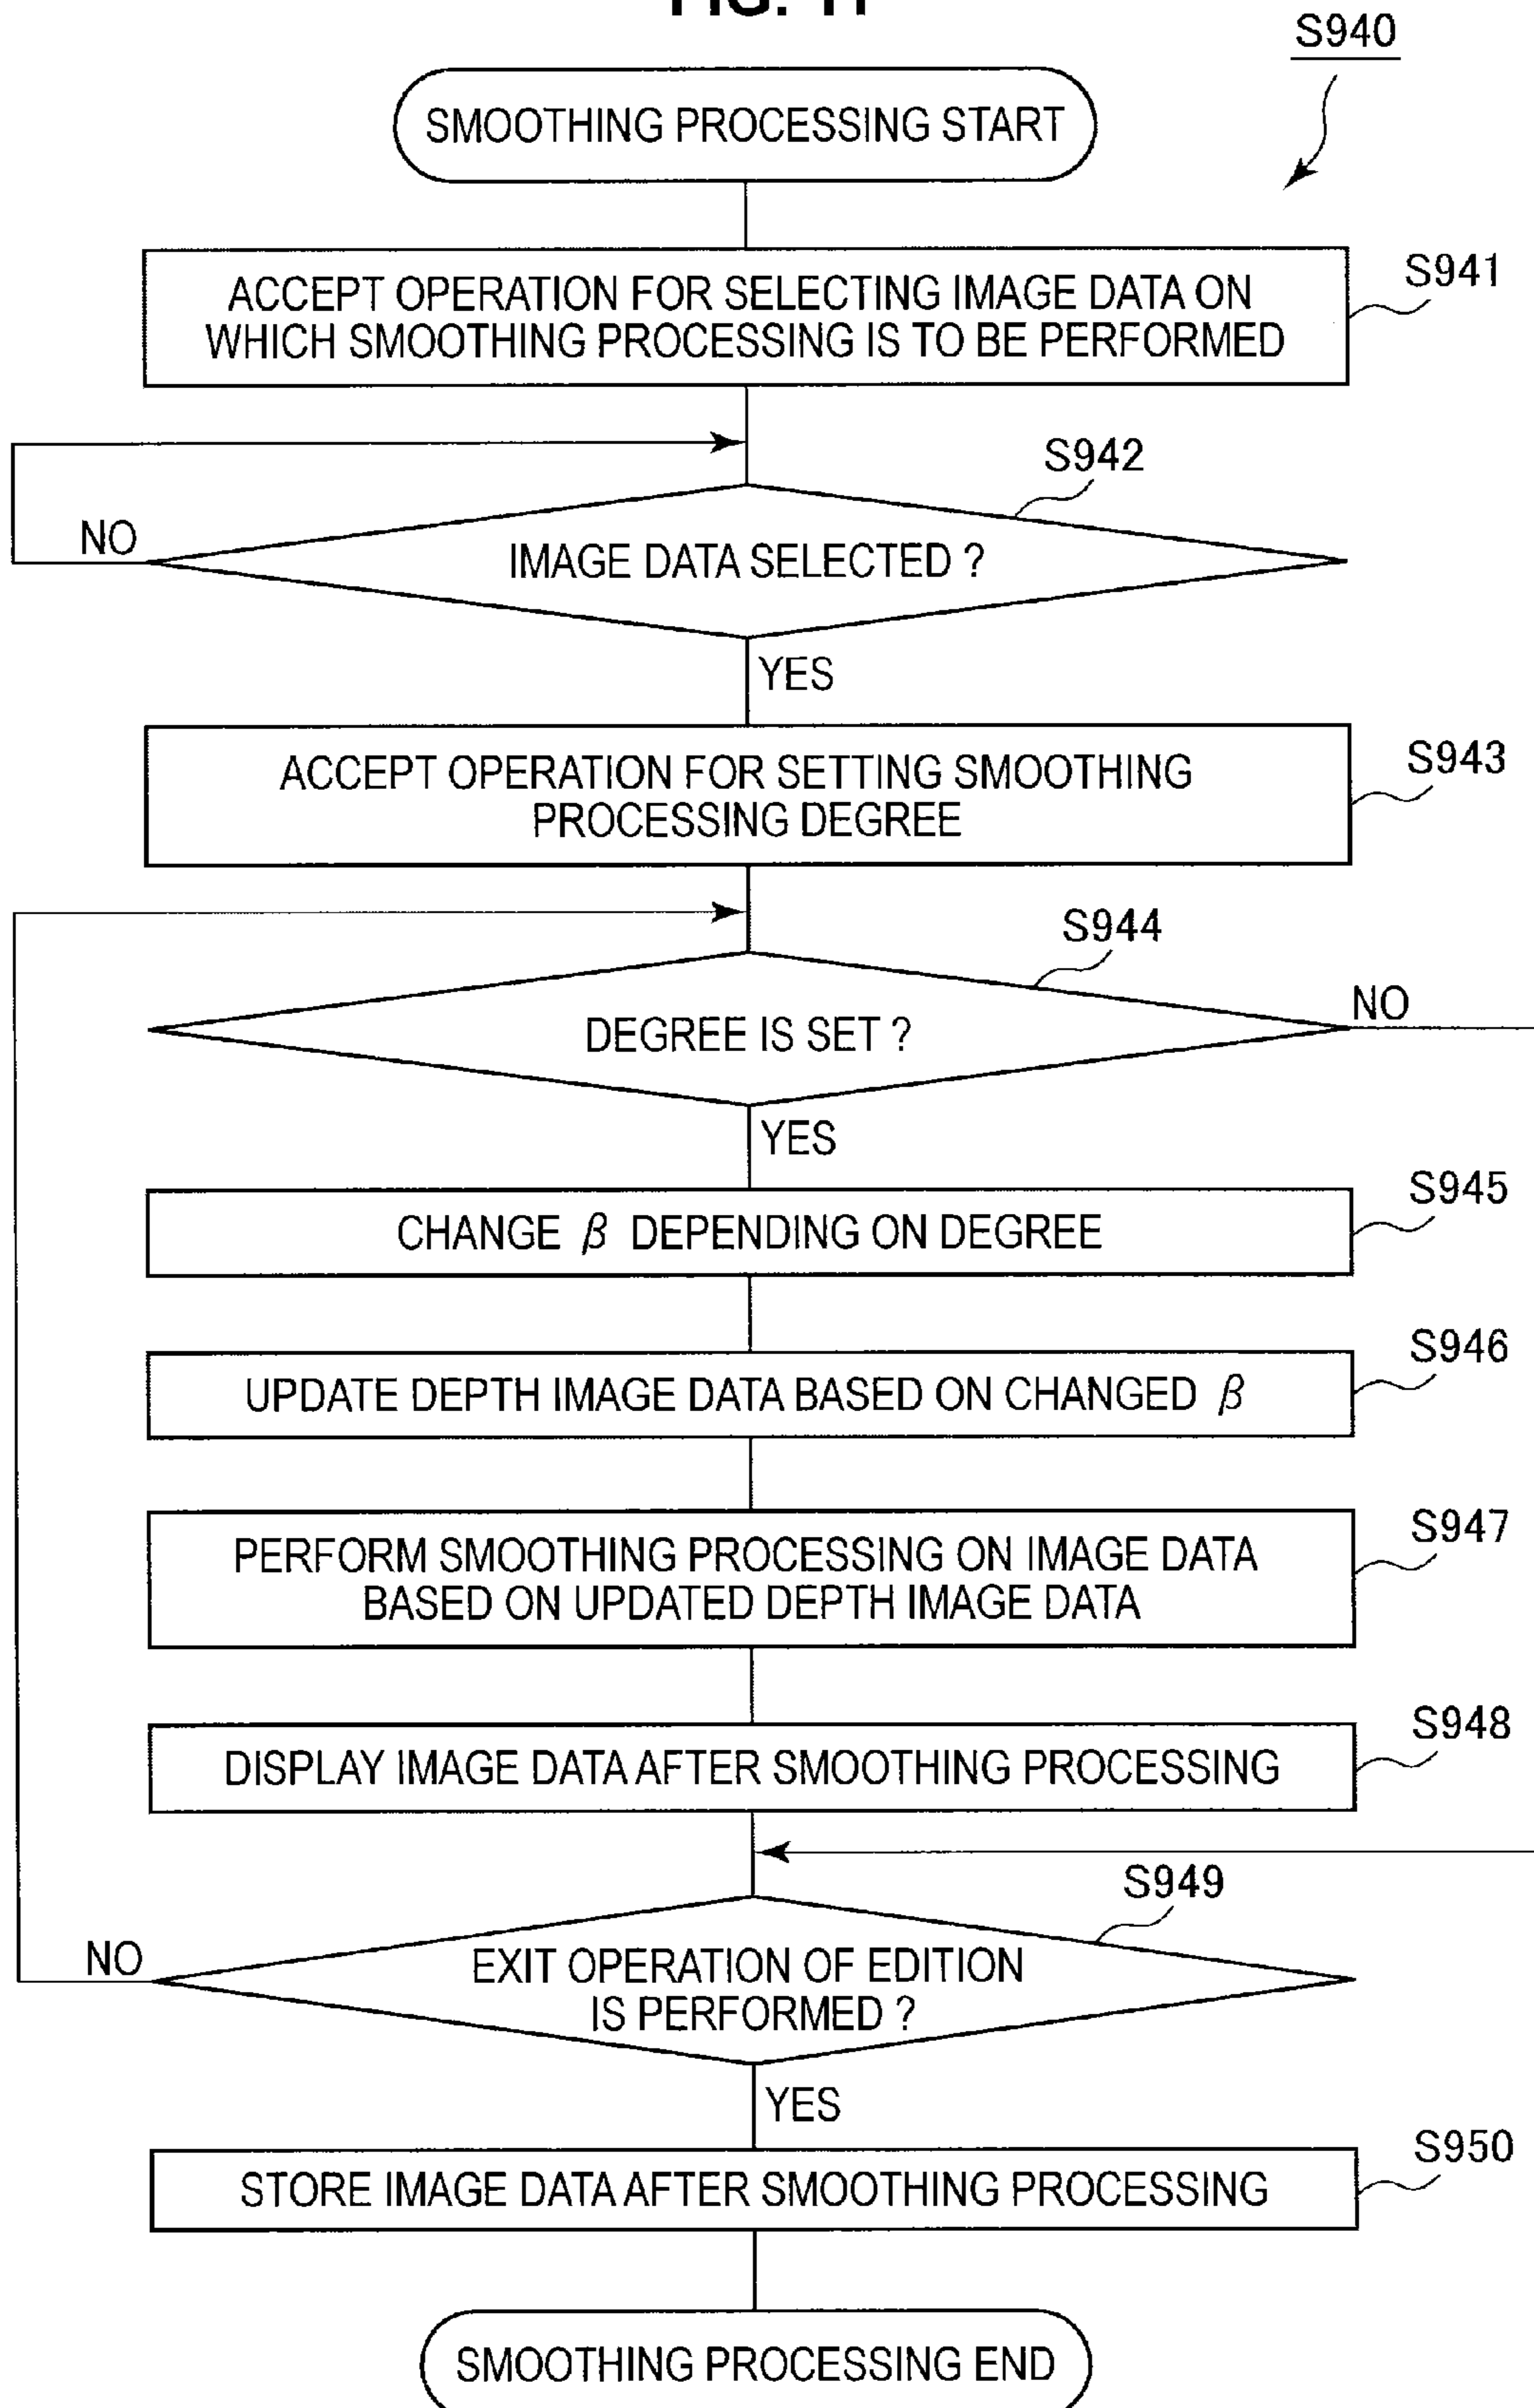 FIG. 11
S940
SMOOTHING PROCESSING START
ACCEPT OPERATION FOR SELECTING IMAGE DATA ON
WHICH SMOOTHING PROCESSING IS TO BE PERFORMED
S941
S942
NO
IMAGE DATA SELECTED ?
YES
ACCEPT OPERATION FOR SETTING SMOOTHING
PROCESSING DEGREE
S943
S944
NO
DEGREE IS SET ?
YES
CHANGE β DEPENDING ON DEGREE
S945
UPDATE DEPTH IMAGE DATA BASED ON CHANGED β
S946
PERFORM SMOOTHING PROCESSING ON IMAGE DATA
BASED ON UPDATED DEPTH IMAGE DATA
S947
DISPLAY IMAGE DATA AFTER SMOOTHING PROCESSING
S948
S949
NO
EXIT OPERATION OF EDITION
IS PERFORMED ?
YES
STORE IMAGE DATA AFTER SMOOTHING PROCESSING
S950
SMOOTHING PROCESSING END